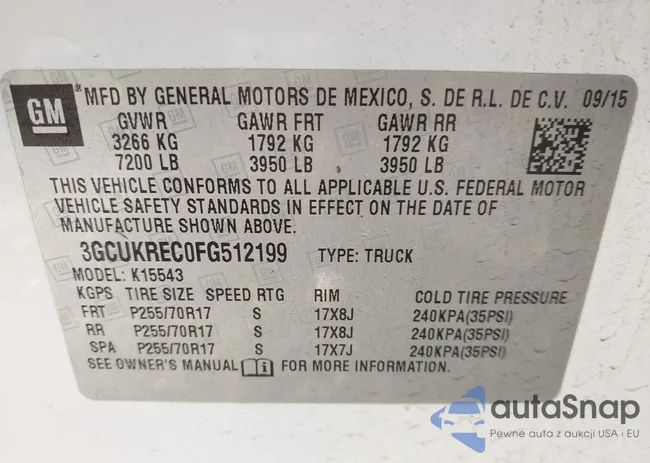 GM
® MFD BY GENERAL MOTORS DE MEXICO, S. DE R.L. DE C.V. 09/15
GVWR GAWR FRT GAWR RR
3266 KG 1792 KG 1792 KG
7200 LB 3950 LB 3950 LB
THIS VEHICLE CONFORMS TO ALL APPLICABLE U.S. FEDERAL MOTOR
VEHICLE SAFETY STANDARDS IN EFFECT ON THE DATE OF
MANUFACTURE SHOWN ABOVE.
3GCUKREC0FG512199 TYPE: TRUCK
MODEL: K15543
KGPS TIRE SIZE SPEED RTG RIM COLD TIRE PRESSURE
FRT P255/70R17 S 17X8J 240KPA(35PSI)
RR P255/70R17 S 17X8J 240KPA(35PSI)
SPA P255/70R17 S 17X7J 240KPA(35PSI)
SEE OWNER'S MANUAL i FOR MORE INFORMATION.
autaSnap
Pewne auta z aukcji USA i EU